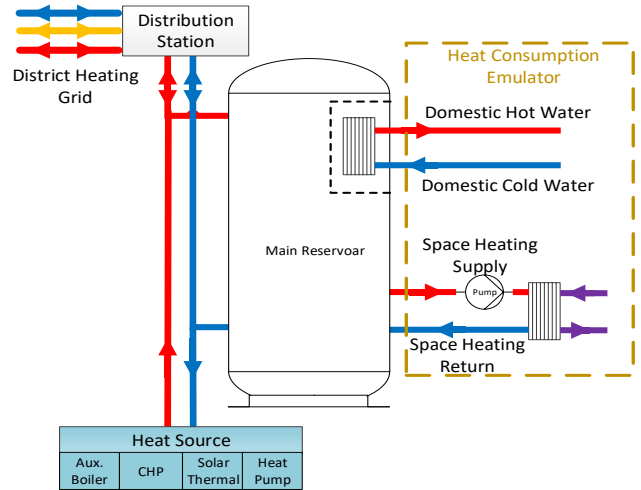 Distribution
Station
District Heating
Grid
Heat Consumption
Emulator
Domestic Hot Water
Domestic Cold Water
Main Reservoar
Space Heating
Supply
Pump
Space Heating
Return
Heat Source
Aux.
Boiler
CHP
Solar
Thermal
Heat
Pump